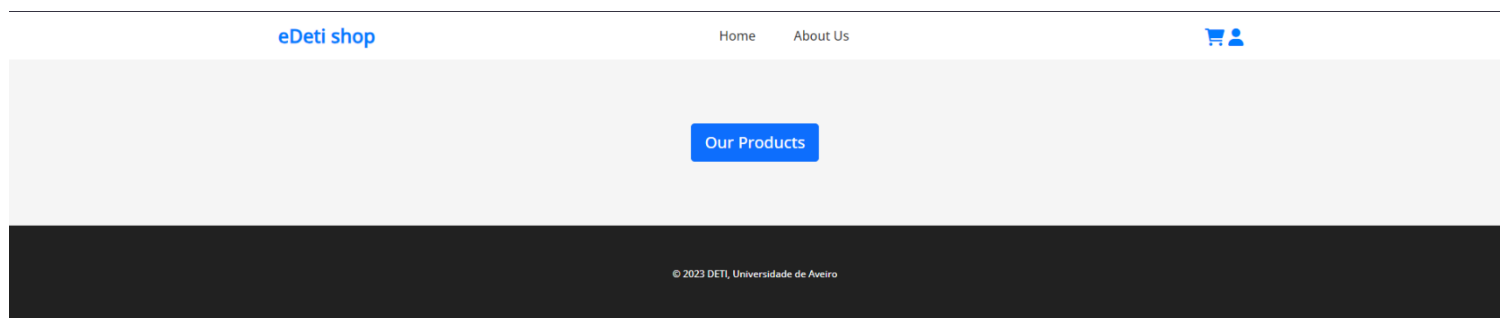 eDeti shop Home About Us
Our Products
© 2023 DETI, Universidade de Aveiro